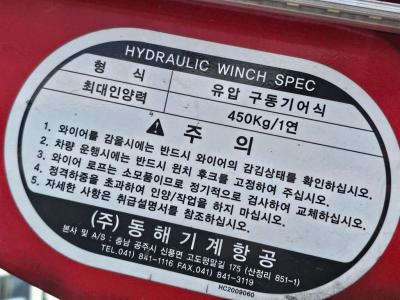 HYDRAULIC WINCH SPEC
형 식 유압 구동기어식
최대인양력 450Kg/1연
⚠ 주 의
1. 와이어를 감을시에는 반드시 와이어의 감김상태를 확인하십시오.
2. 차량 운행시에는 반드시 윈치 후크를 고정하여 주십시오.
3. 와이어 로프는 소모품이므로 정기적으로 검사하여 교체하십시오.
4. 정격하중을 초과하여 인양/작업을 하지 마십시오.
5. 자세한 사항은 취급설명서를 참조하십시오.
(주) 동해기계항공
본사 및 A/S : 충남 공주시 신풍면 고도평말길 175 (산정리 851-1)
TEL.041) 841-1116 FAX.041) 841-3119
HC2009060